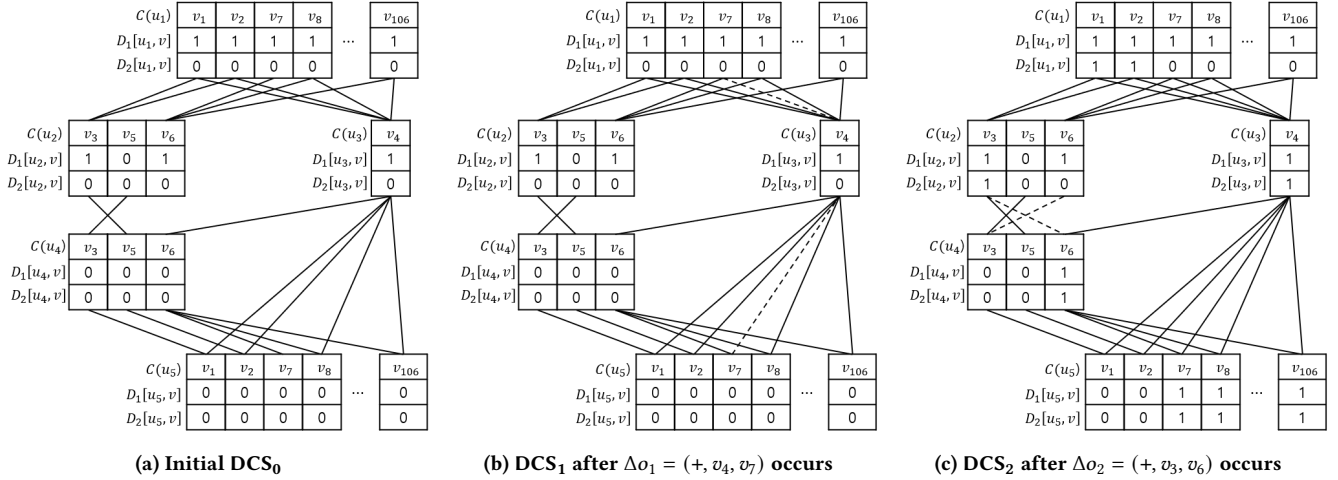 C(u₁) v₁ v₂ v₇ v₈ v₁₀₆
D₁[u₁, v] 1 1 1 1 ... 1
D₂[u₁, v] 0 0 0 0 0
C(u₂) v₃ v₅ v₆ C(u₃) v₄
D₁[u₂, v] 1 0 1 D₁[u₃, v] 1
D₂[u₂, v] 0 0 0 D₂[u₃, v] 0
C(u₄) v₃ v₅ v₆
D₁[u₄, v] 0 0 0
D₂[u₄, v] 0 0 0
C(u₅) v₁ v₂ v₇ v₈ v₁₀₆
D₁[u₅, v] 0 0 0 0 ... 0
D₂[u₅, v] 0 0 0 0 0
(a) Initial DCS₀
C(u₁) v₁ v₂ v₇ v₈ v₁₀₆
D₁[u₁, v] 1 1 1 1 ... 1
D₂[u₁, v] 0 0 0 0 0
C(u₂) v₃ v₅ v₆ C(u₃) v₄
D₁[u₂, v] 1 0 1 D₁[u₃, v] 1
D₂[u₂, v] 0 0 0 D₂[u₃, v] 0
C(u₄) v₃ v₅ v₆
D₁[u₄, v] 0 0 0
D₂[u₄, v] 0 0 0
C(u₅) v₁ v₂ v₇ v₈ v₁₀₆
D₁[u₅, v] 0 0 0 0 ... 0
D₂[u₅, v] 0 0 0 0 0
(b) DCS₁ after Δo₁ = (+, v₄, v₇) occurs
C(u₁) v₁ v₂ v₇ v₈ v₁₀₆
D₁[u₁, v] 1 1 1 1 ... 1
D₂[u₁, v] 1 1 0 0 0
C(u₂) v₃ v₅ v₆ C(u₃) v₄
D₁[u₂, v] 1 0 1 D₁[u₃, v] 1
D₂[u₂, v] 1 0 0 D₂[u₃, v] 1
C(u₄) v₃ v₅ v₆
D₁[u₄, v] 0 0 1
D₂[u₄, v] 0 0 1
C(u₅) v₁ v₂ v₇ v₈ v₁₀₆
D₁[u₅, v] 0 0 1 1 ... 1
D₂[u₅, v] 0 0 1 1 1
(c) DCS₂ after Δo₂ = (+, v₃, v₆) occurs